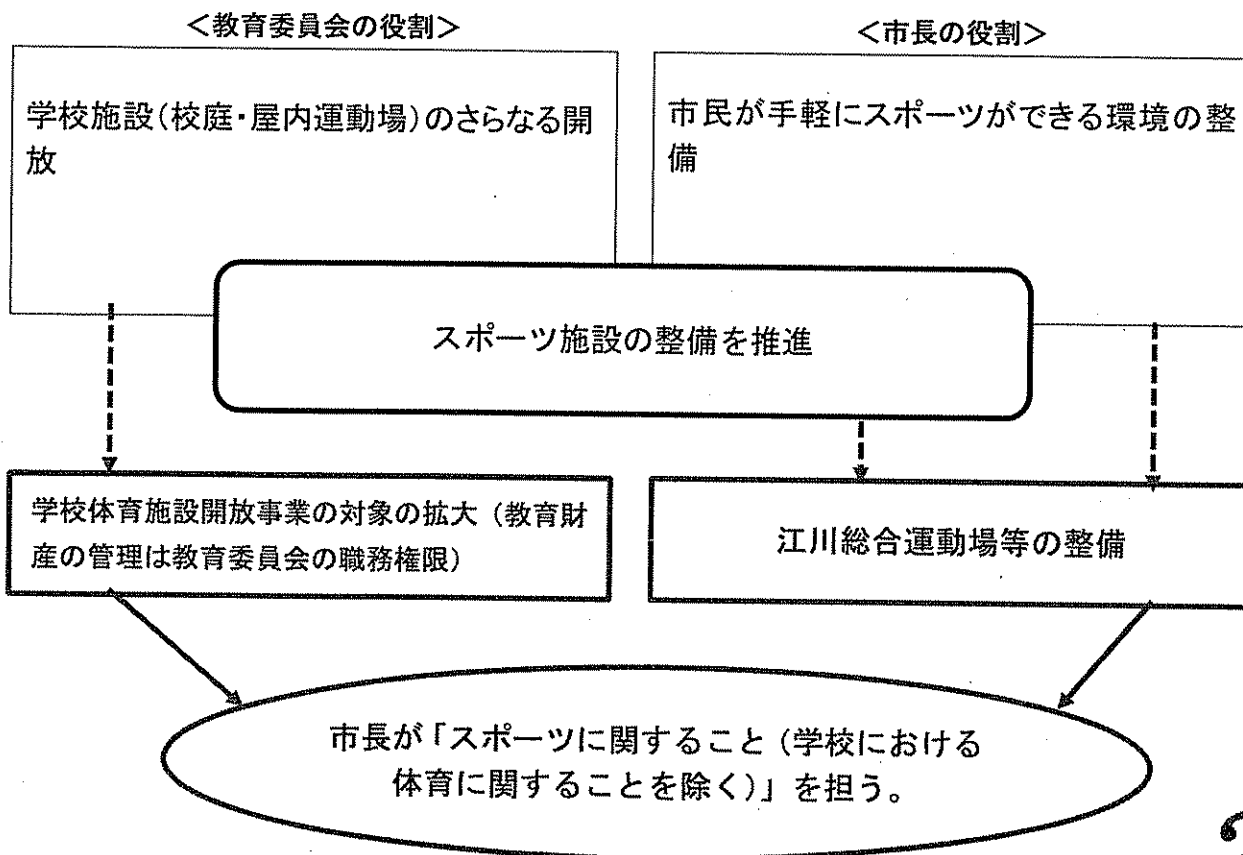 <教育委員会の役割>
学校施設(校庭・屋内運動場)のさらなる開
放
<市長の役割>
市民が手軽にスポーツができる環境の整
備
スポーツ施設の整備を推進
学校体育施設開放事業の対象の拡大(教育財
産の管理は教育委員会の職務権限)
江川総合運動場等の整備
市長が「スポーツに関すること(学校における
体育に関することを除く)」を担う。